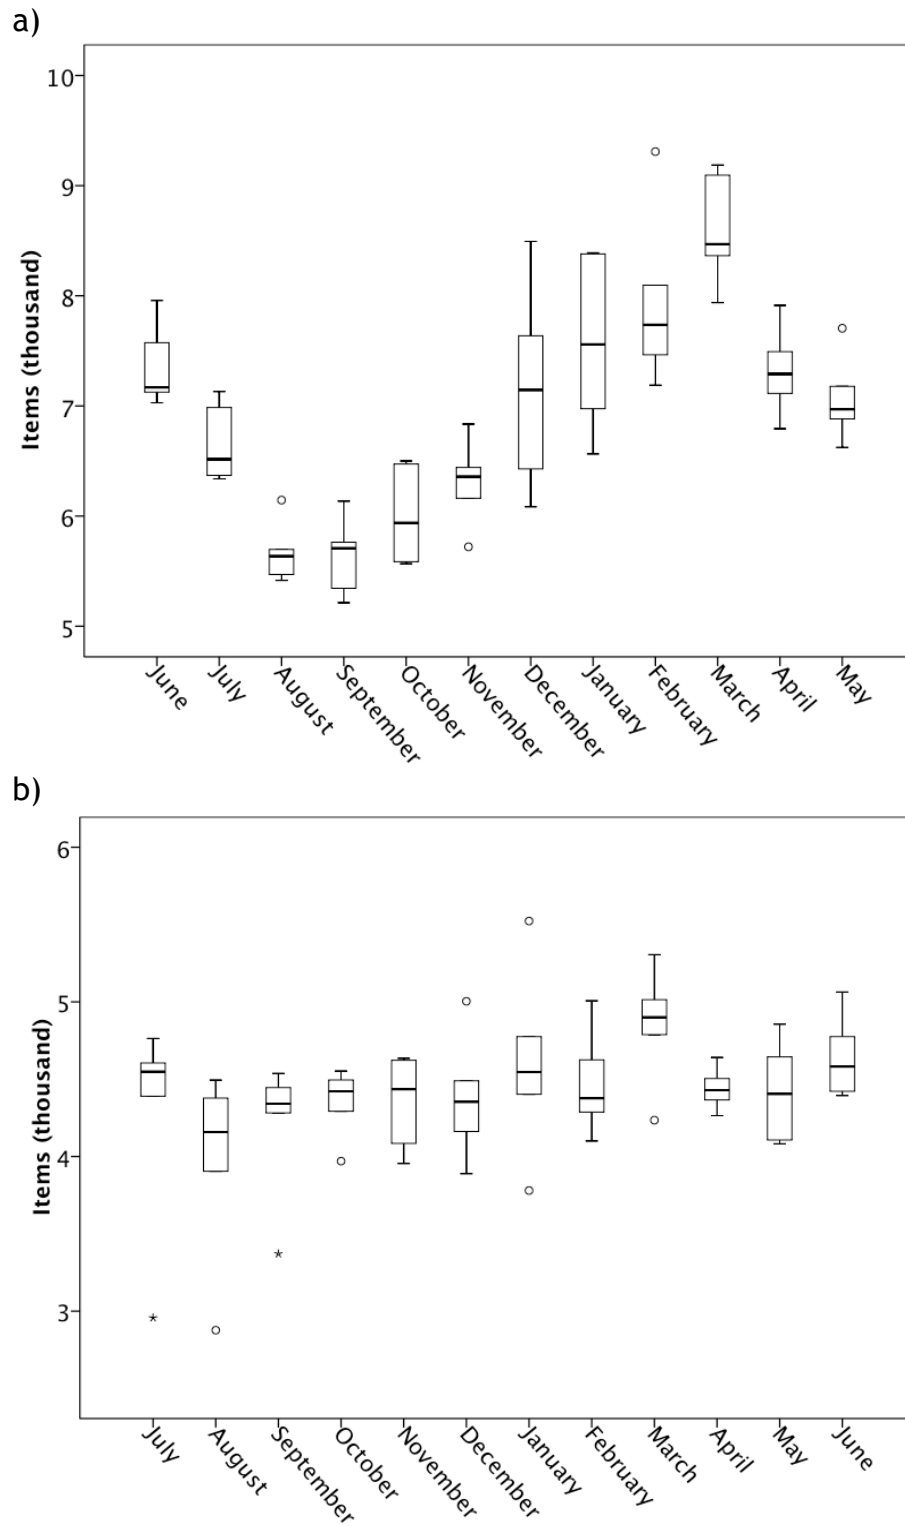 a)
10
9
8
7
6
5
Items (thousand)
June
July
August
September
October
November
December
January
February
March
April
May
b)
6
5
4
3
Items (thousand)
July
August
September
October
November
December
January
February
March
April
May
June